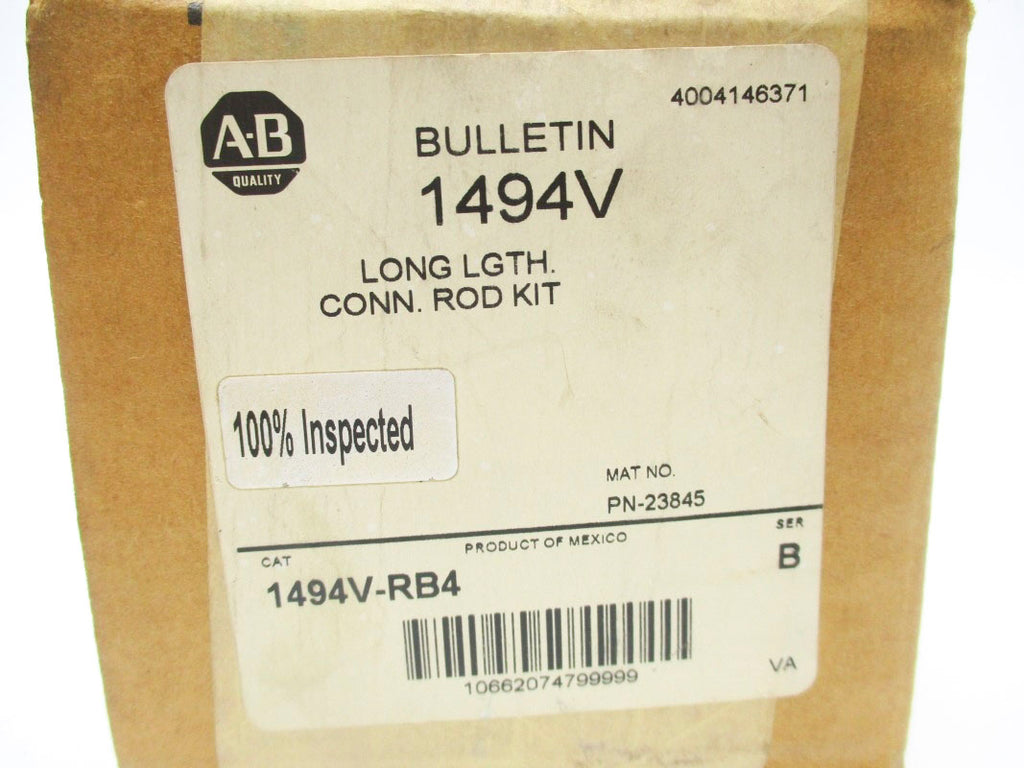 4004146371
A-B
QUALITY
BULLETIN
1494V
LONG LGTH.
CONN. ROD KIT
100% Inspected
MAT NO.
PN-23845
PRODUCT OF MEXICO
SER
B
CAT
1494V-RB4
10662074799999
VA